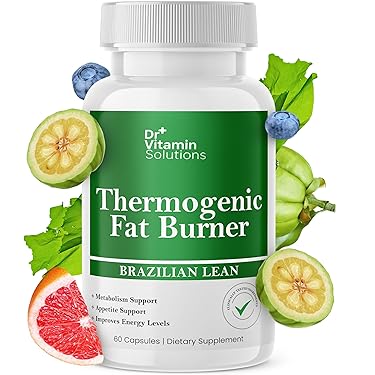 Dr+
Vitamin
Solutions
Thermogenic
Fat Burner
BRAZILIAN LEAN
+ Metabolism Support
+ Appetite Support
+ Improves Energy Levels
60 Capsules | Dietary Supplement